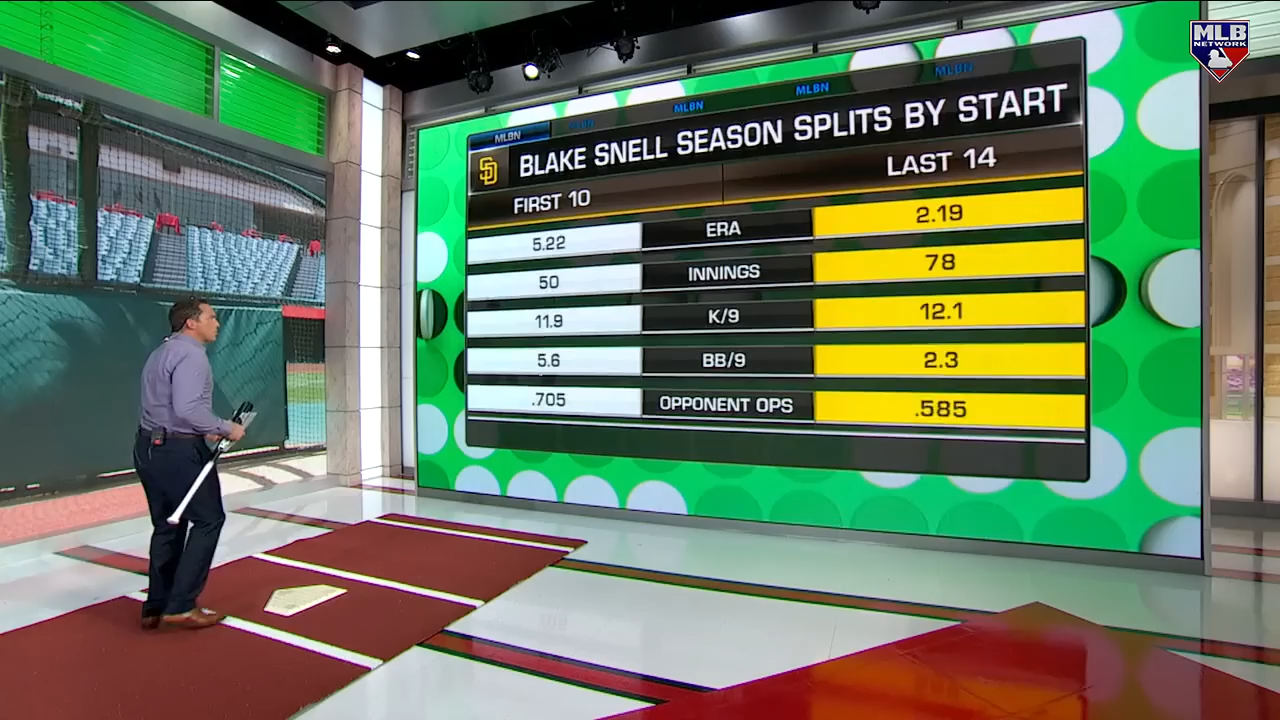 MLB
NETWORK
MLBN
MLBN
MLBN
MLBN
SD
BLAKE SNELL SEASON SPLITS BY START
FIRST 10
LAST 14
5.22 ERA 2.19
50 INNINGS 78
11.9 K/9 12.1
5.6 BB/9 2.3
.705 OPPONENT OPS .585